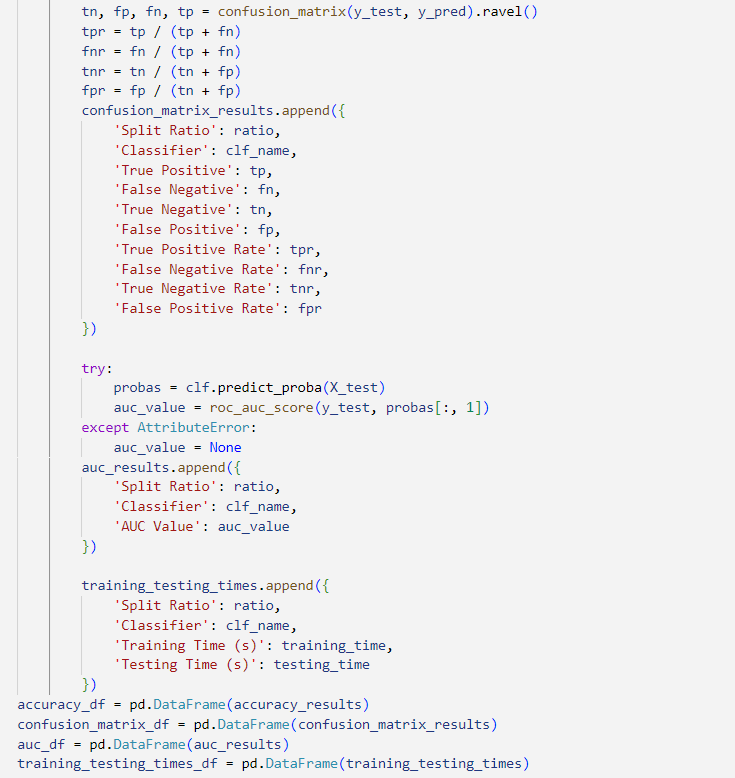 tn, fp, fn, tp = confusion_matrix(y_test, y_pred).ravel()
tpr = tp / (tp + fn)
fnr = fn / (tp + fn)
tnr = tn / (tn + fp)
fpr = fp / (tn + fp)
confusion_matrix_results.append({
'Split Ratio': ratio,
'Classifier': clf_name,
'True Positive': tp,
'False Negative': fn,
'True Negative': tn,
'False Positive': fp,
'True Positive Rate': tpr,
'False Negative Rate': fnr,
'True Negative Rate': tnr,
'False Positive Rate': fpr
})
try:
probas = clf.predict_proba(X_test)
auc_value = roc_auc_score(y_test, probas[:, 1])
except AttributeError:
auc_value = None
auc_results.append({
'Split Ratio': ratio,
'Classifier': clf_name,
'AUC Value': auc_value
})
training_testing_times.append({
'Split Ratio': ratio,
'Classifier': clf_name,
'Training Time (s)': training_time,
'Testing Time (s)': testing_time
})
accuracy_df = pd.DataFrame(accuracy_results)
confusion_matrix_df = pd.DataFrame(confusion_matrix_results)
auc_df = pd.DataFrame(auc_results)
training_testing_times_df = pd.DataFrame(training_testing_times)